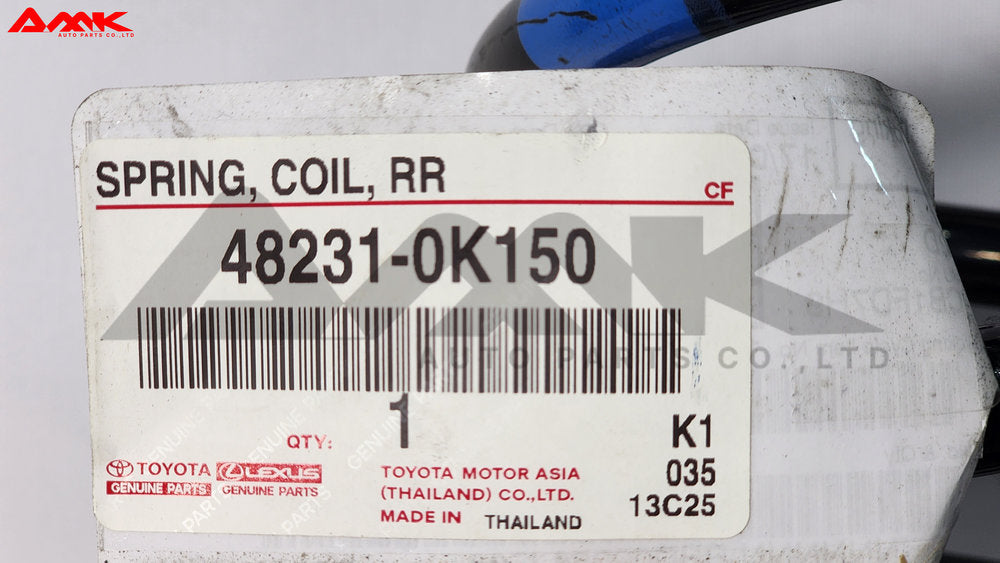 AMK
AUTO PARTS CO.,LTD
SPRING, COIL, RR
CF
48231-0K150
AMK
AUTO PARTS CO.,LTD
1
QTY:
K1
TOYOTA LEXUS
GENUINE PARTS GENUINE PARTS
035
TOYOTA MOTOR ASIA
(THAILAND) CO.,LTD.
13C25
MADE IN THAILAND